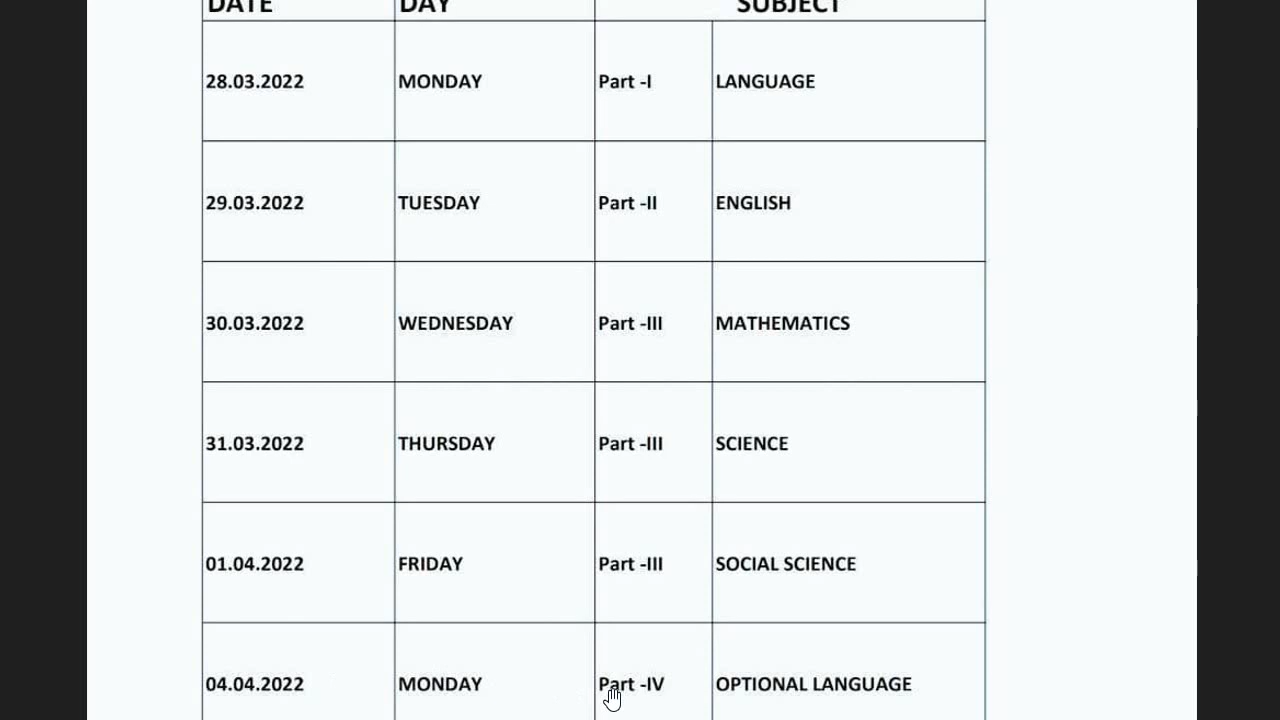 DATE DAY SUBJECT
28.03.2022 MONDAY Part -I LANGUAGE
29.03.2022 TUESDAY Part -II ENGLISH
30.03.2022 WEDNESDAY Part -III MATHEMATICS
31.03.2022 THURSDAY Part -III SCIENCE
01.04.2022 FRIDAY Part -III SOCIAL SCIENCE
04.04.2022 MONDAY Part -IV OPTIONAL LANGUAGE